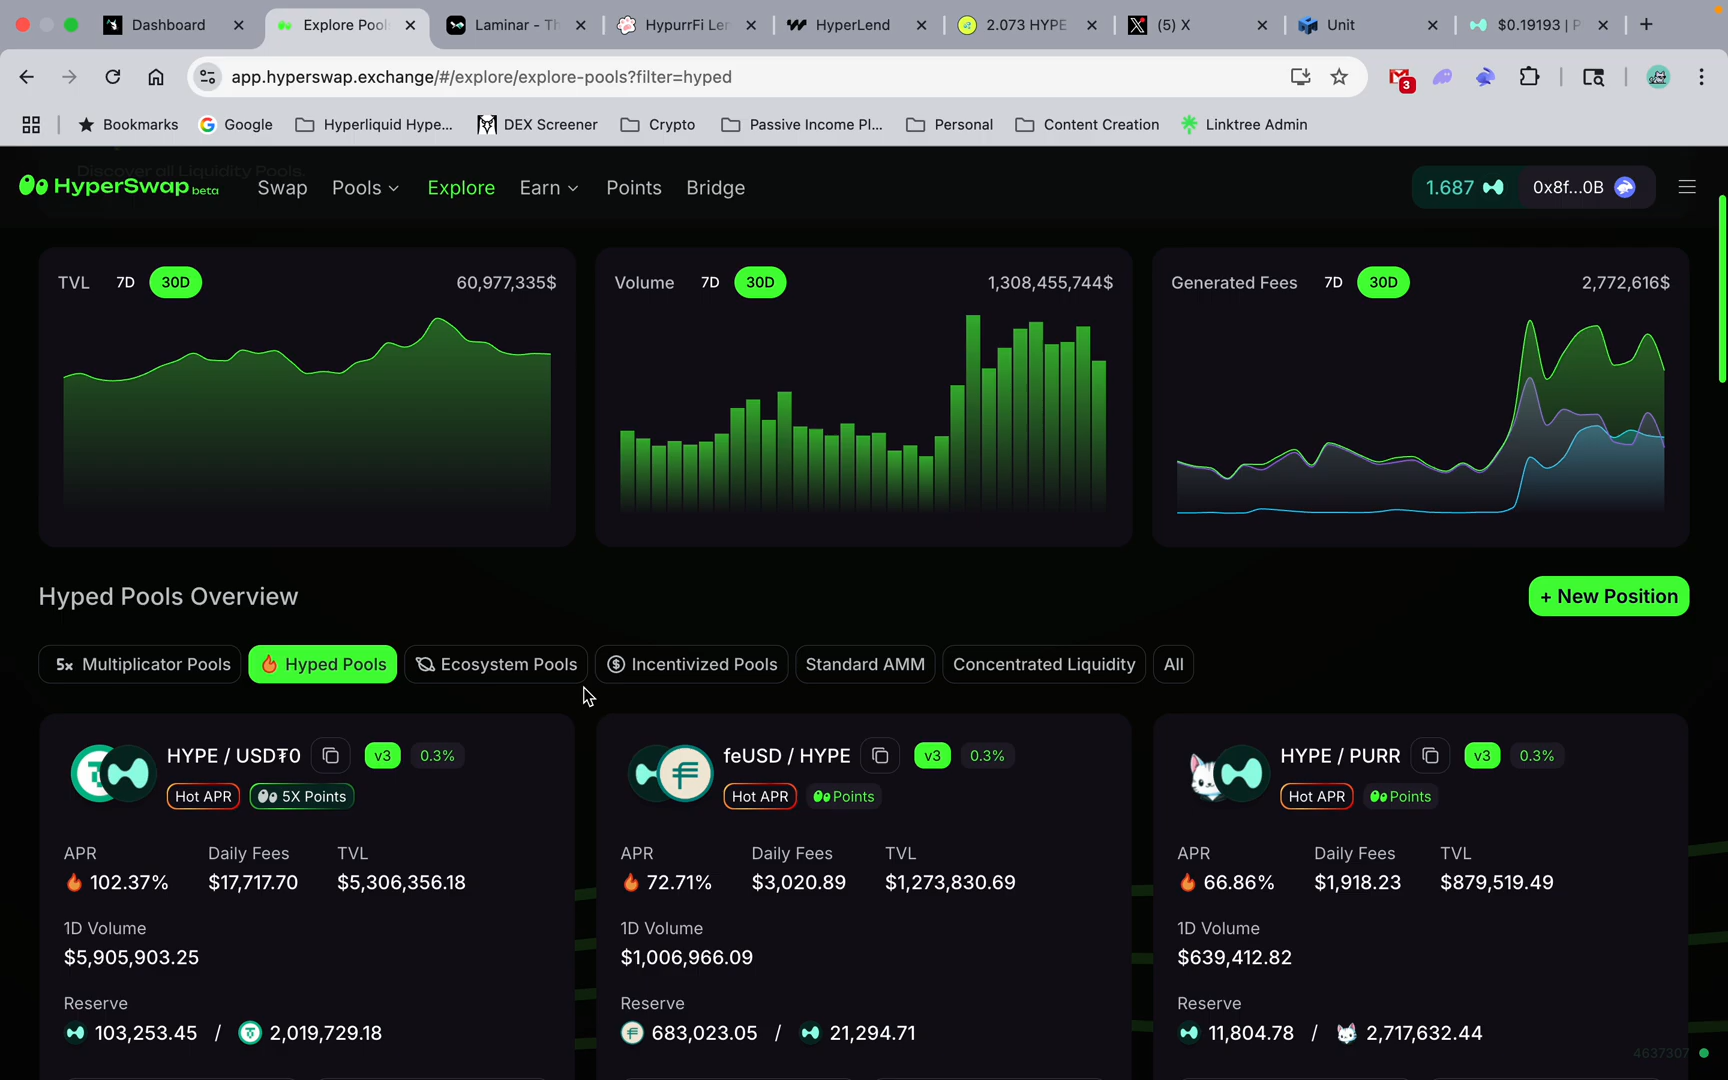 Dashboard
Explore Pool
Laminar - Th
HypurrFi Le
HyperLend
2.073 HYPE
(5) X
Unit
$0.19193 | P
app.hyperswap.exchange/#/explore/explore-pools?filter=hyped
3
Bookmarks
Google
Hyperliquid Hype...
DEX Screener
Crypto
Passive Income Pl...
Personal
Content Creation
Linktree Admin
Discover all Liquidity Pools.
HyperSwap beta
Swap
Pools
Explore
Earn
Points
Bridge
1.687
0x8f...0B
TVL 7D 30D 60,977,335$
Volume 7D 30D 1,308,455,744$
Generated Fees 7D 30D 2,772,616$
Hyped Pools Overview
+ New Position
5x Multiplicator Pools
Hyped Pools
Ecosystem Pools
Incentivized Pools
Standard AMM
Concentrated Liquidity
All
HYPE / USD₮0 v3 0.3%
Hot APR 5X Points
APR Daily Fees TVL
102.37% $17,717.70 $5,306,356.18
1D Volume
$5,905,903.25
Reserve
103,253.45 / 2,019,729.18
feUSD / HYPE v3 0.3%
Hot APR Points
APR Daily Fees TVL
72.71% $3,020.89 $1,273,830.69
1D Volume
$1,006,966.09
Reserve
683,023.05 / 21,294.71
HYPE / PURR v3 0.3%
Hot APR Points
APR Daily Fees TVL
66.86% $1,918.23 $879,519.49
1D Volume
$639,412.82
Reserve
11,804.78 / 2,717,632.44
4637307